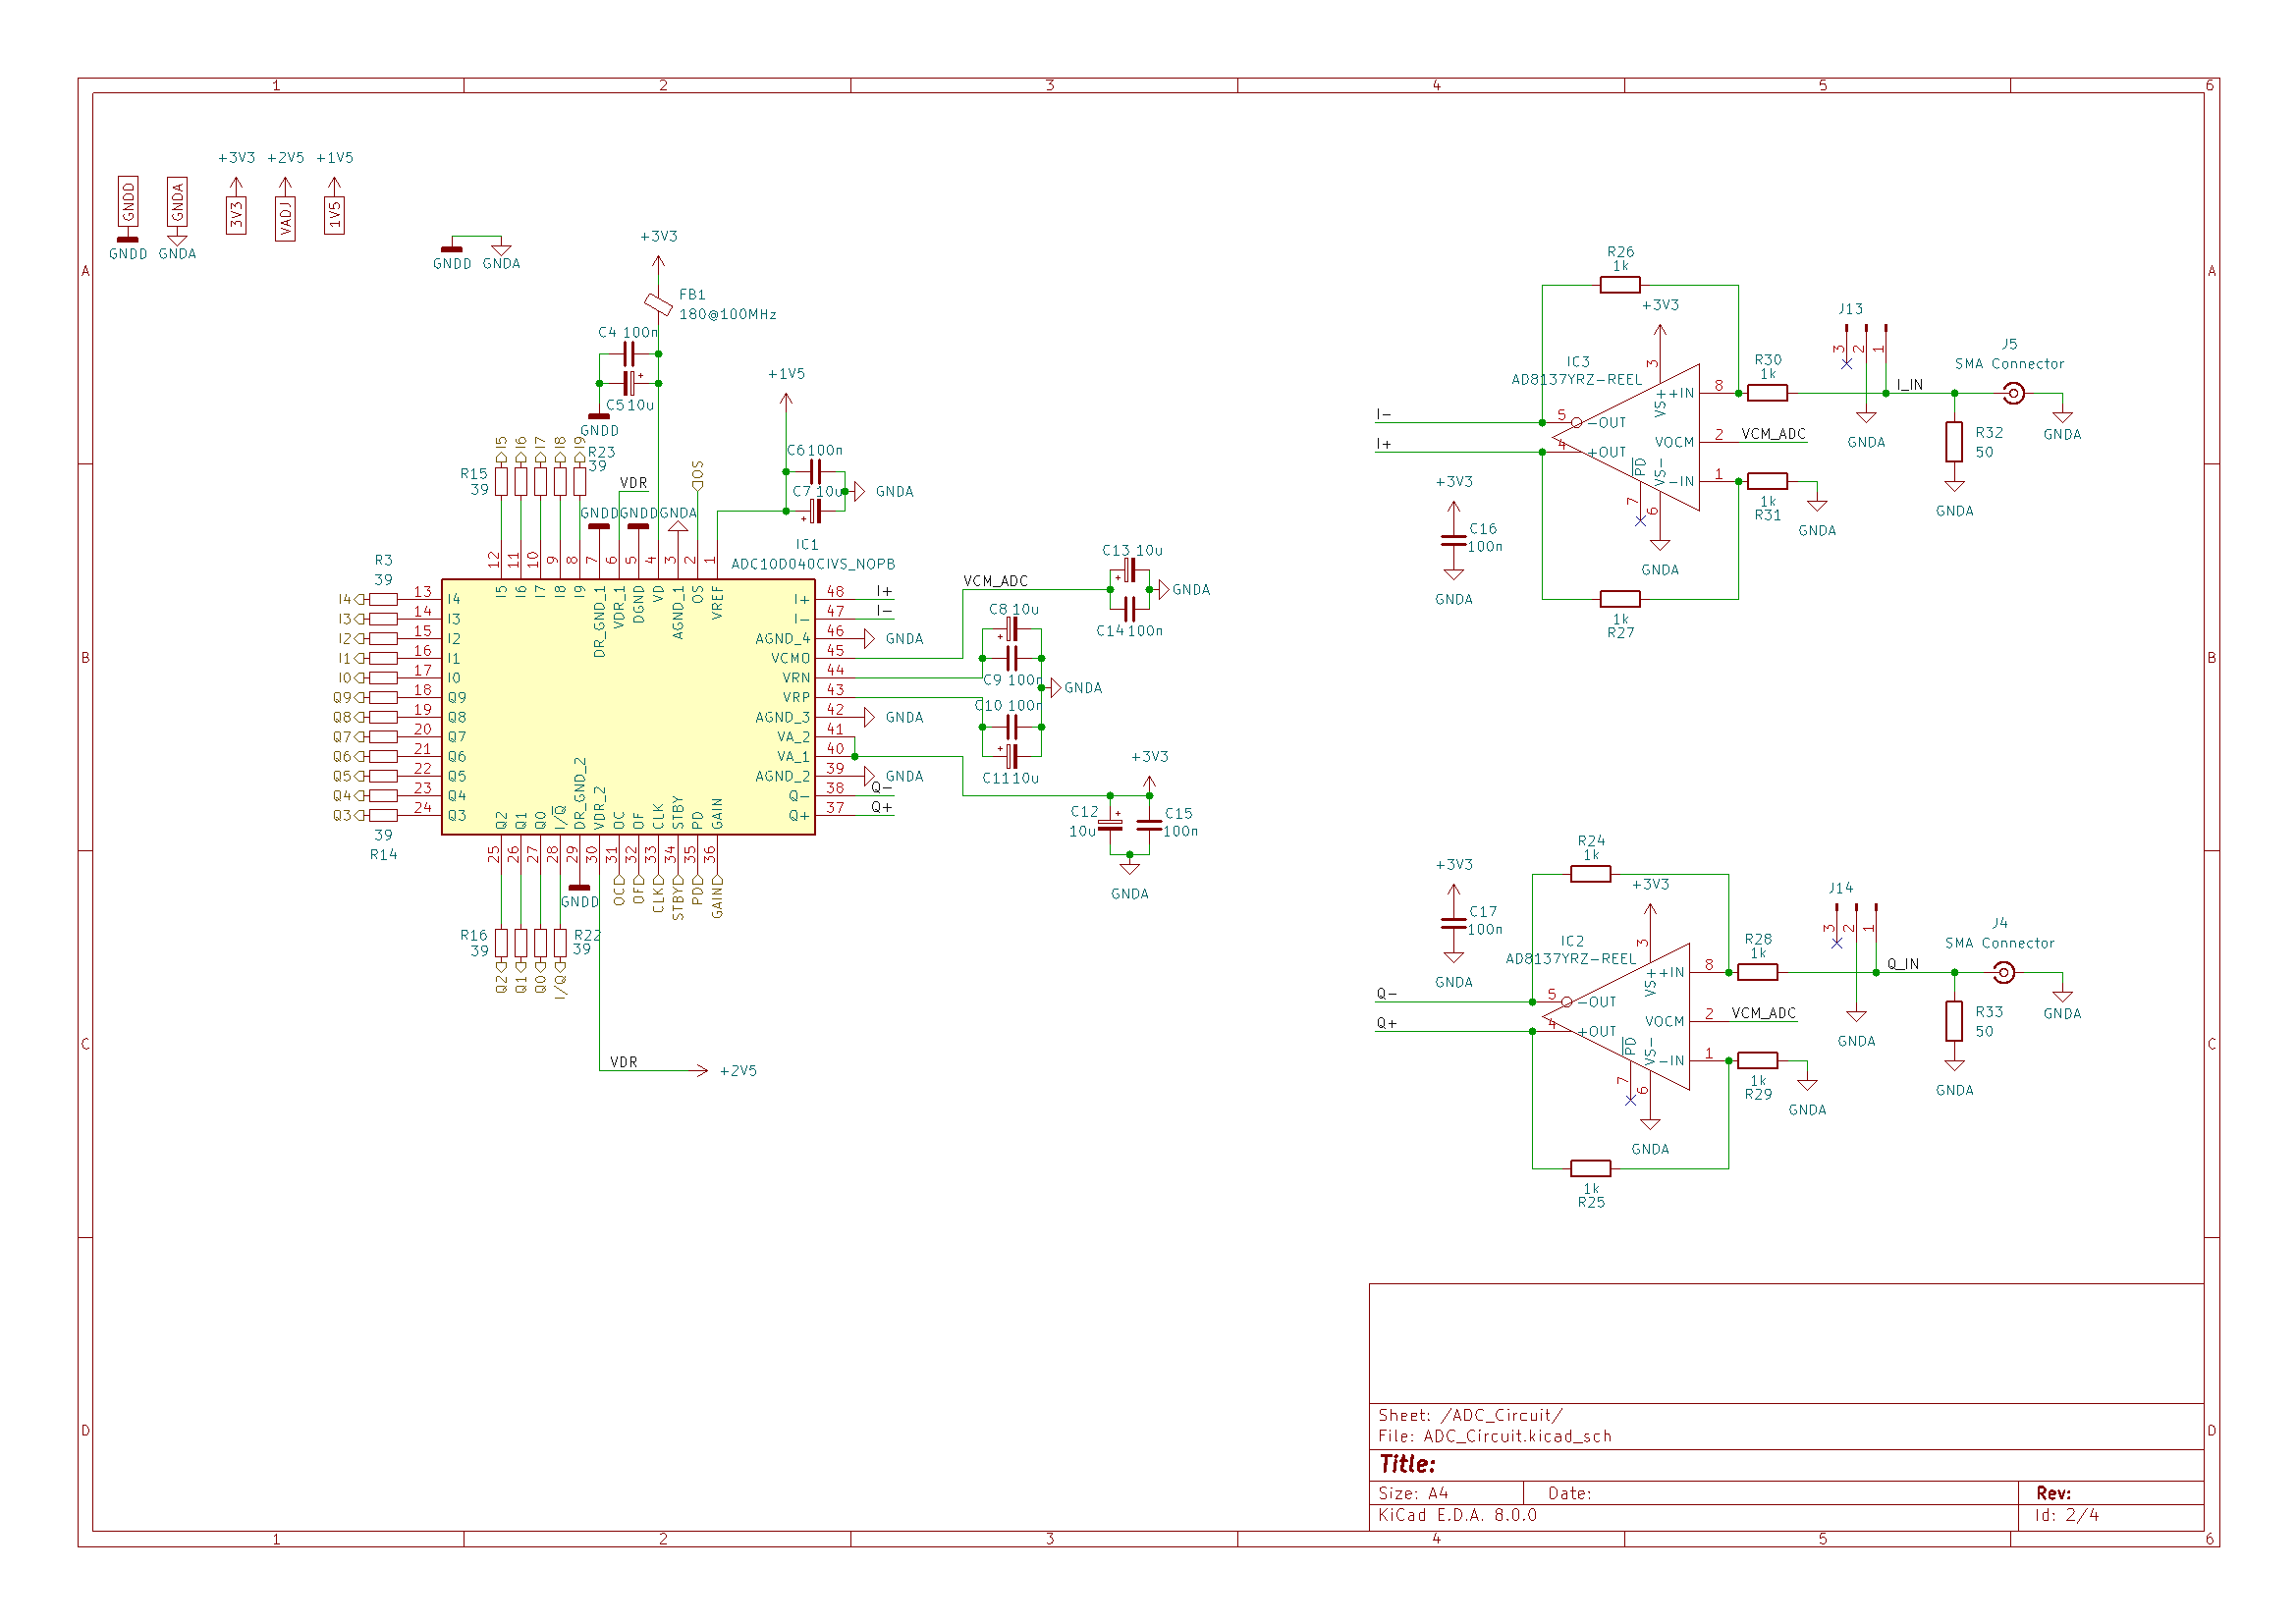 1 2 3 4 5 6
+3V3 +2V5 +1V5
GNDD GNDA 3V3 VADJ 1V5
GNDD GNDA
GNDD GNDA
+3V3
FB1
180@100MHz
C4 100n
C5 10u
GNDD
+1V5
C6 100n
C7 10u
GNDA
I5 I6 I7 I8 I9
R15
39
R23
39
VDR
OS
GNDD GNDD GNDA
IC1
ADC10D040CIVS_NOPB
12 11 10 9 8 7 6 5 4 3 2 1
I5 I6 I7 I8 I9 DR_GND_1 VDR_1 DGND VD AGND_1 OS VREF
R3
39
I4 13 I4
I3 14 I3
I2 15 I2
I1 16 I1
I0 17 I0
Q9 18 Q9
Q8 19 Q8
Q7 20 Q7
Q6 21 Q6
Q5 22 Q5
Q4 23 Q4
Q3 24 Q3
39
R14
I+ 48 I+
I- 47 I-
AGND_4 46 GNDA
VCMO 45
VRN 44
VRP 43
AGND_3 42 GNDA
VA_2 41
VA_1 40
AGND_2 39 GNDA
Q- 38 Q-
Q+ 37 Q+
Q2 Q1 Q0 I/Q DR_GND_2 VDR_2 OC OF CLK STBY PD GAIN
25 26 27 28 29 30 31 32 33 34 35 36
OC OF CLK STBY PD GAIN
GNDD
R16
39
R22
39
Q2 Q1 Q0 I/Q
VDR
+2V5
VCM_ADC
C13 10u
GNDA
C14 100n
C8 10u
C9 100n
GNDA
C10 100n
C11 10u
+3V3
C12
10u
C15
100n
GNDA
R26
1k
+3V3
IC3
AD8137YRZ-REEL
3
VS+
8 +IN
5 -OUT
VOCM 2 VCM_ADC
4 +OUT
1 -IN
PD VS-
7 6
GNDA
I-
I+
R30
1k
1k
R31
GNDA
1k
R27
J13
3 2 1
GNDA
I_IN
J5
SMA Connector
GNDA
R32
50
GNDA
+3V3
C16
100n
GNDA
R24
1k
+3V3
IC2
AD8137YRZ-REEL
3
VS+
8 +IN
5 -OUT
VOCM 2 VCM_ADC
4 +OUT
1 -IN
PD VS-
7 6
GNDA
Q-
Q+
R28
1k
1k
R29
GNDA
1k
R25
J14
3 2 1
GNDA
Q_IN
J4
SMA Connector
GNDA
R33
50
GNDA
+3V3
C17
100n
GNDA
A A
B B
C C
D D
Sheet: /ADC_Circuit/
File: ADC_Circuit.kicad_sch
Title:
Size: A4 Date: Rev:
KiCad E.D.A. 8.0.0 Id: 2/4
1 2 3 4 5 6